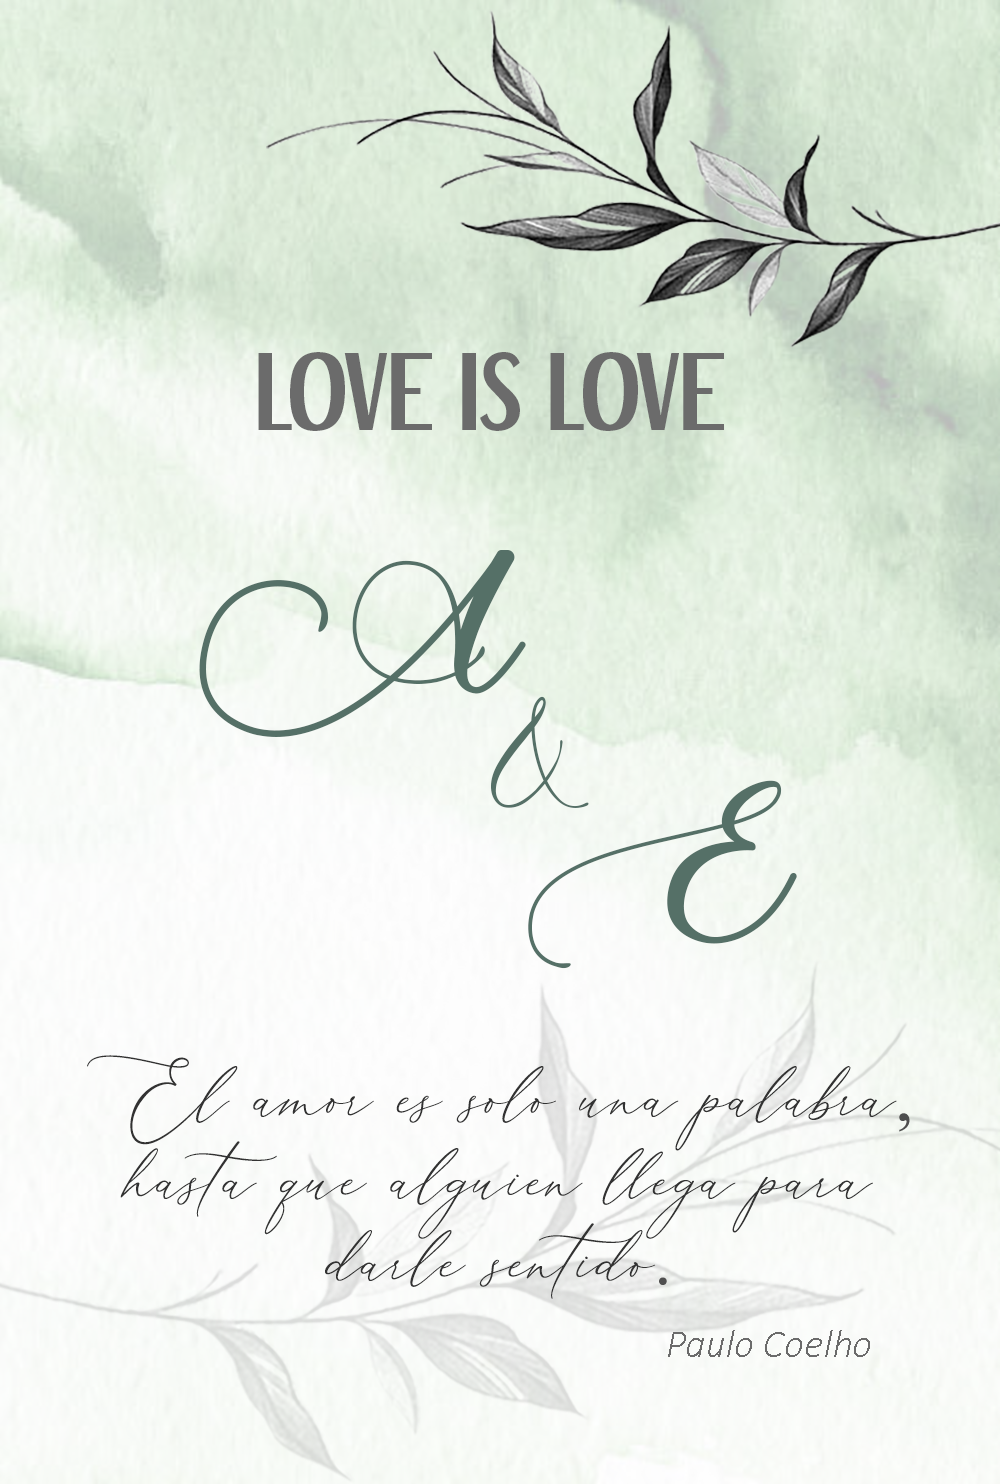 LOVE IS LOVE
A
&
E
El amor es solo una palabra,
hasta que alguien llega para
darle sentido.
Paulo Coelho